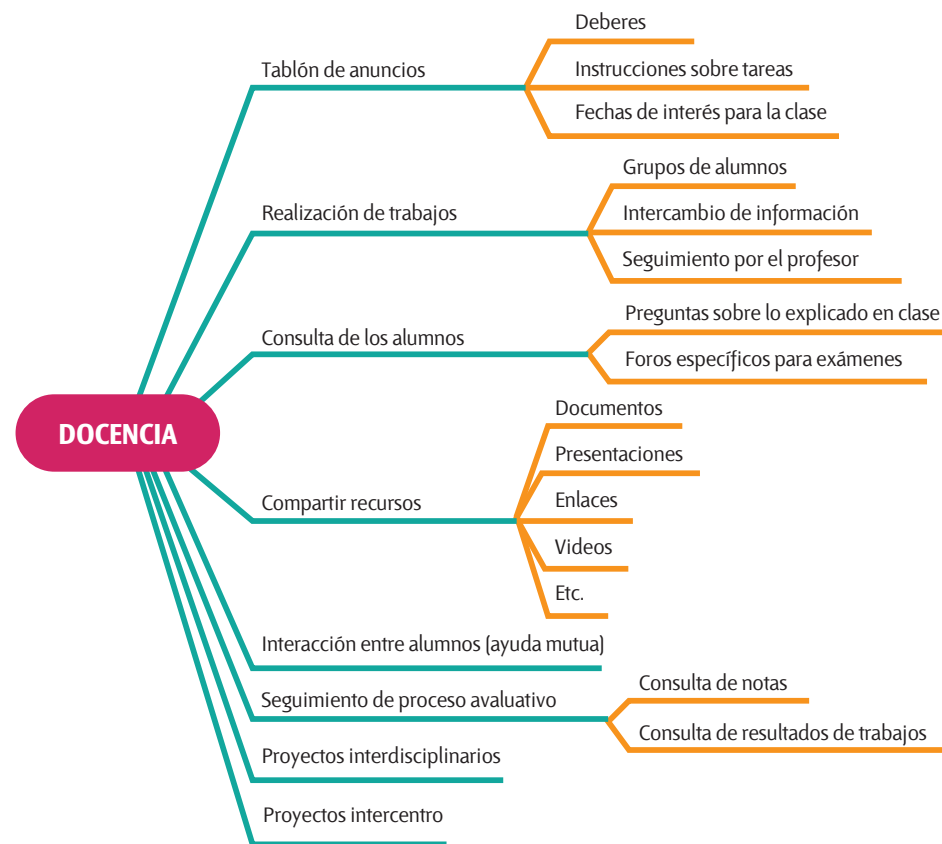 DOCENCIA
Tablón de anuncios
Deberes
Instrucciones sobre tareas
Fechas de interés para la clase
Realización de trabajos
Grupos de alumnos
Intercambio de información
Seguimiento por el profesor
Consulta de los alumnos
Preguntas sobre lo explicado en clase
Foros específicos para exámenes
Compartir recursos
Documentos
Presentaciones
Enlaces
Videos
Etc.
Interacción entre alumnos (ayuda mutua)
Seguimiento de proceso avaluativo
Consulta de notas
Consulta de resultados de trabajos
Proyectos interdisciplinarios
Proyectos intercentro